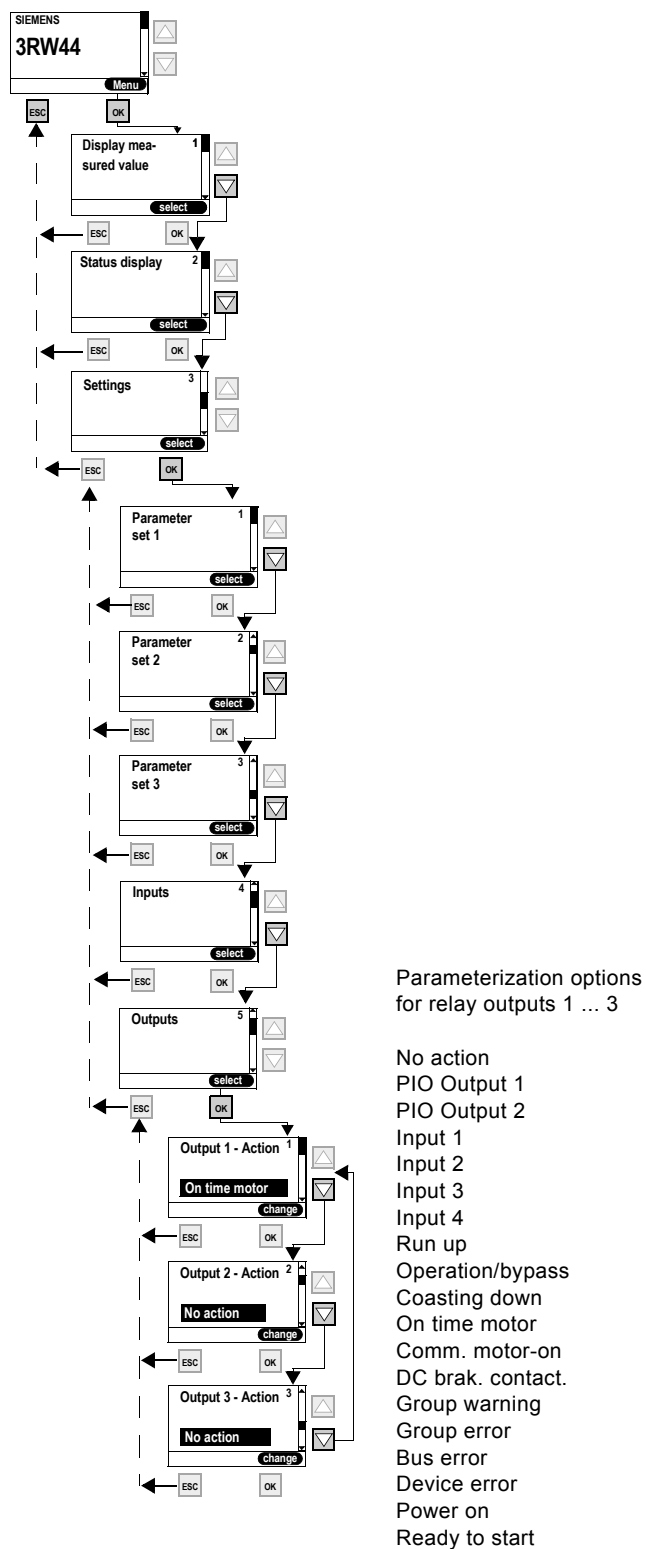 SIEMENS
3RW44
Menu
ESC
OK
Display mea-
sured value
1
select
ESC
OK
Status display
2
select
ESC
OK
Settings
3
select
ESC
OK
Parameter
set 1
1
select
ESC
OK
Parameter
set 2
2
select
ESC
OK
Parameter
set 3
3
select
ESC
OK
Inputs
4
select
ESC
OK
Outputs
5
select
ESC
OK
Output 1 - Action
1
On time motor
change
ESC
OK
Output 2 - Action
2
No action
change
ESC
OK
Output 3 - Action
3
No action
change
ESC
OK
Parameterization options
for relay outputs 1 ... 3
No action
PIO Output 1
PIO Output 2
Input 1
Input 2
Input 3
Input 4
Run up
Operation/bypass
Coasting down
On time motor
Comm. motor-on
DC brak. contact.
Group warning
Group error
Bus error
Device error
Power on
Ready to start